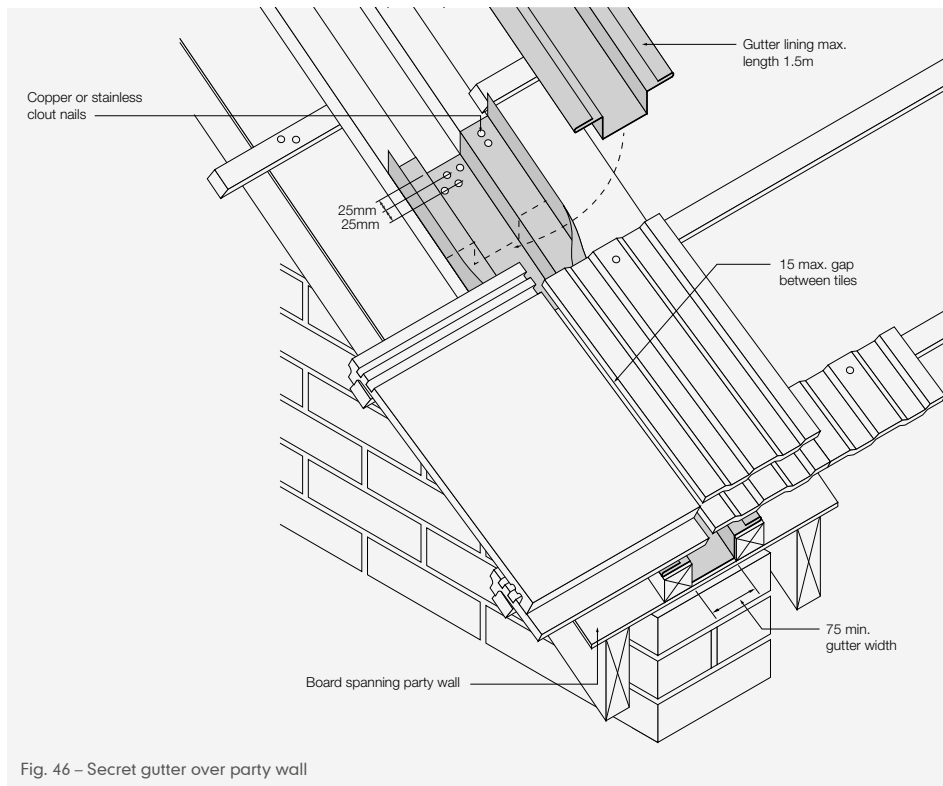 Gutter lining max.
length 1.5m
Copper or stainless
clout nails
25mm
25mm
15 max. gap
between tiles
75 min.
gutter width
Board spanning party wall
Fig. 46 – Secret gutter over party wall